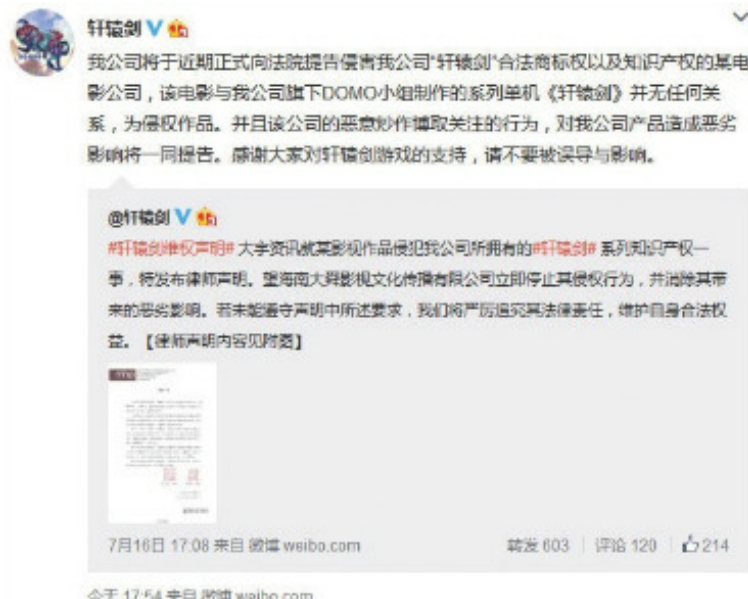 轩辕剑
我公司将于近期正式向法院提告侵害我公司“轩辕剑”合法商标权以及知识产权的某电
影公司，该电影与我公司旗下DOMO小组制作的系列单机《轩辕剑》并无任何关
系，为侵权作品。并且该公司的恶意炒作博取关注的行为，对我公司产品造成恶劣
影响将一同提告。感谢大家对轩辕剑游戏的支持，请不要被误导与影响。
@轩辕剑
#轩辕剑维权声明# 大宇资讯就某影视作品侵犯我公司所拥有的#轩辕剑# 系列知识产权一
事，特发布律师声明。望海南大舜影视文化传播有限公司立即停止其侵权行为，并消除其带
来的恶劣影响。若未能遵守声明中所述要求，我们将严厉追究其法律责任，维护自身合法权
益。【律师声明内容见附图】
7月16日 17:08 来自 微博 weibo.com 转发 603 评论 120 214
今天 17:54 来自 微博 weibo.com